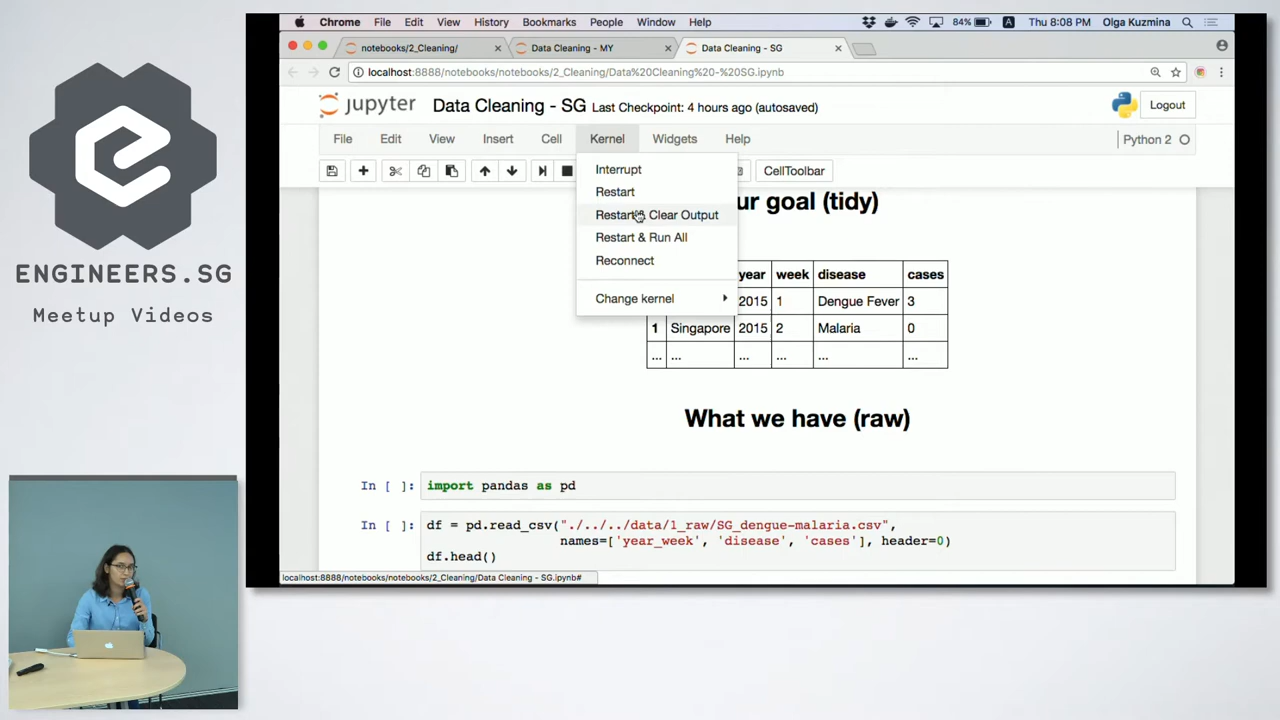 ENGINEERS.SG
Meetup Videos
Chrome File Edit View History Bookmarks People Window Help 84% A Thu 8:08 PM Olga Kuzmina
notebooks/2_Cleaning/ Data Cleaning - MY Data Cleaning - SG
localhost:8888/notebooks/notebooks/2_Cleaning/Data%20Cleaning%20-%20SG.ipynb
jupyter Data Cleaning - SG Last Checkpoint: 4 hours ago (autosaved) Logout
File Edit View Insert Cell Kernel Widgets Help Python 2
CellToolbar
Interrupt
Restart
Restart & Clear Output
Restart & Run All
Reconnect
Change kernel
ur goal (tidy)
year week disease cases
2015 1 Dengue Fever 3
1 Singapore 2015 2 Malaria 0
... ... ... ... ... ...
What we have (raw)
In [ ]: import pandas as pd
In [ ]: df = pd.read_csv("./../../data/1_raw/SG_dengue-malaria.csv",
names=['year_week', 'disease', 'cases'], header=0)
df.head()
localhost:8888/notebooks/notebooks/2_Cleaning/Data Cleaning - SG.ipynb#